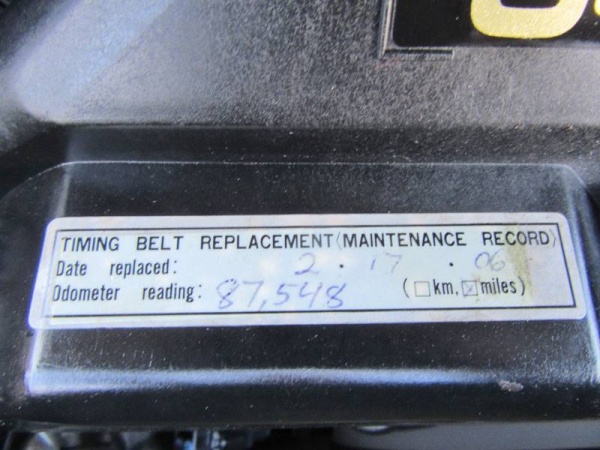 TIMING BELT REPLACEMENT (MAINTENANCE RECORD)
Date replaced: 2 . 17 . 06
Odometer reading: 87,548 (☐km, ☒miles)